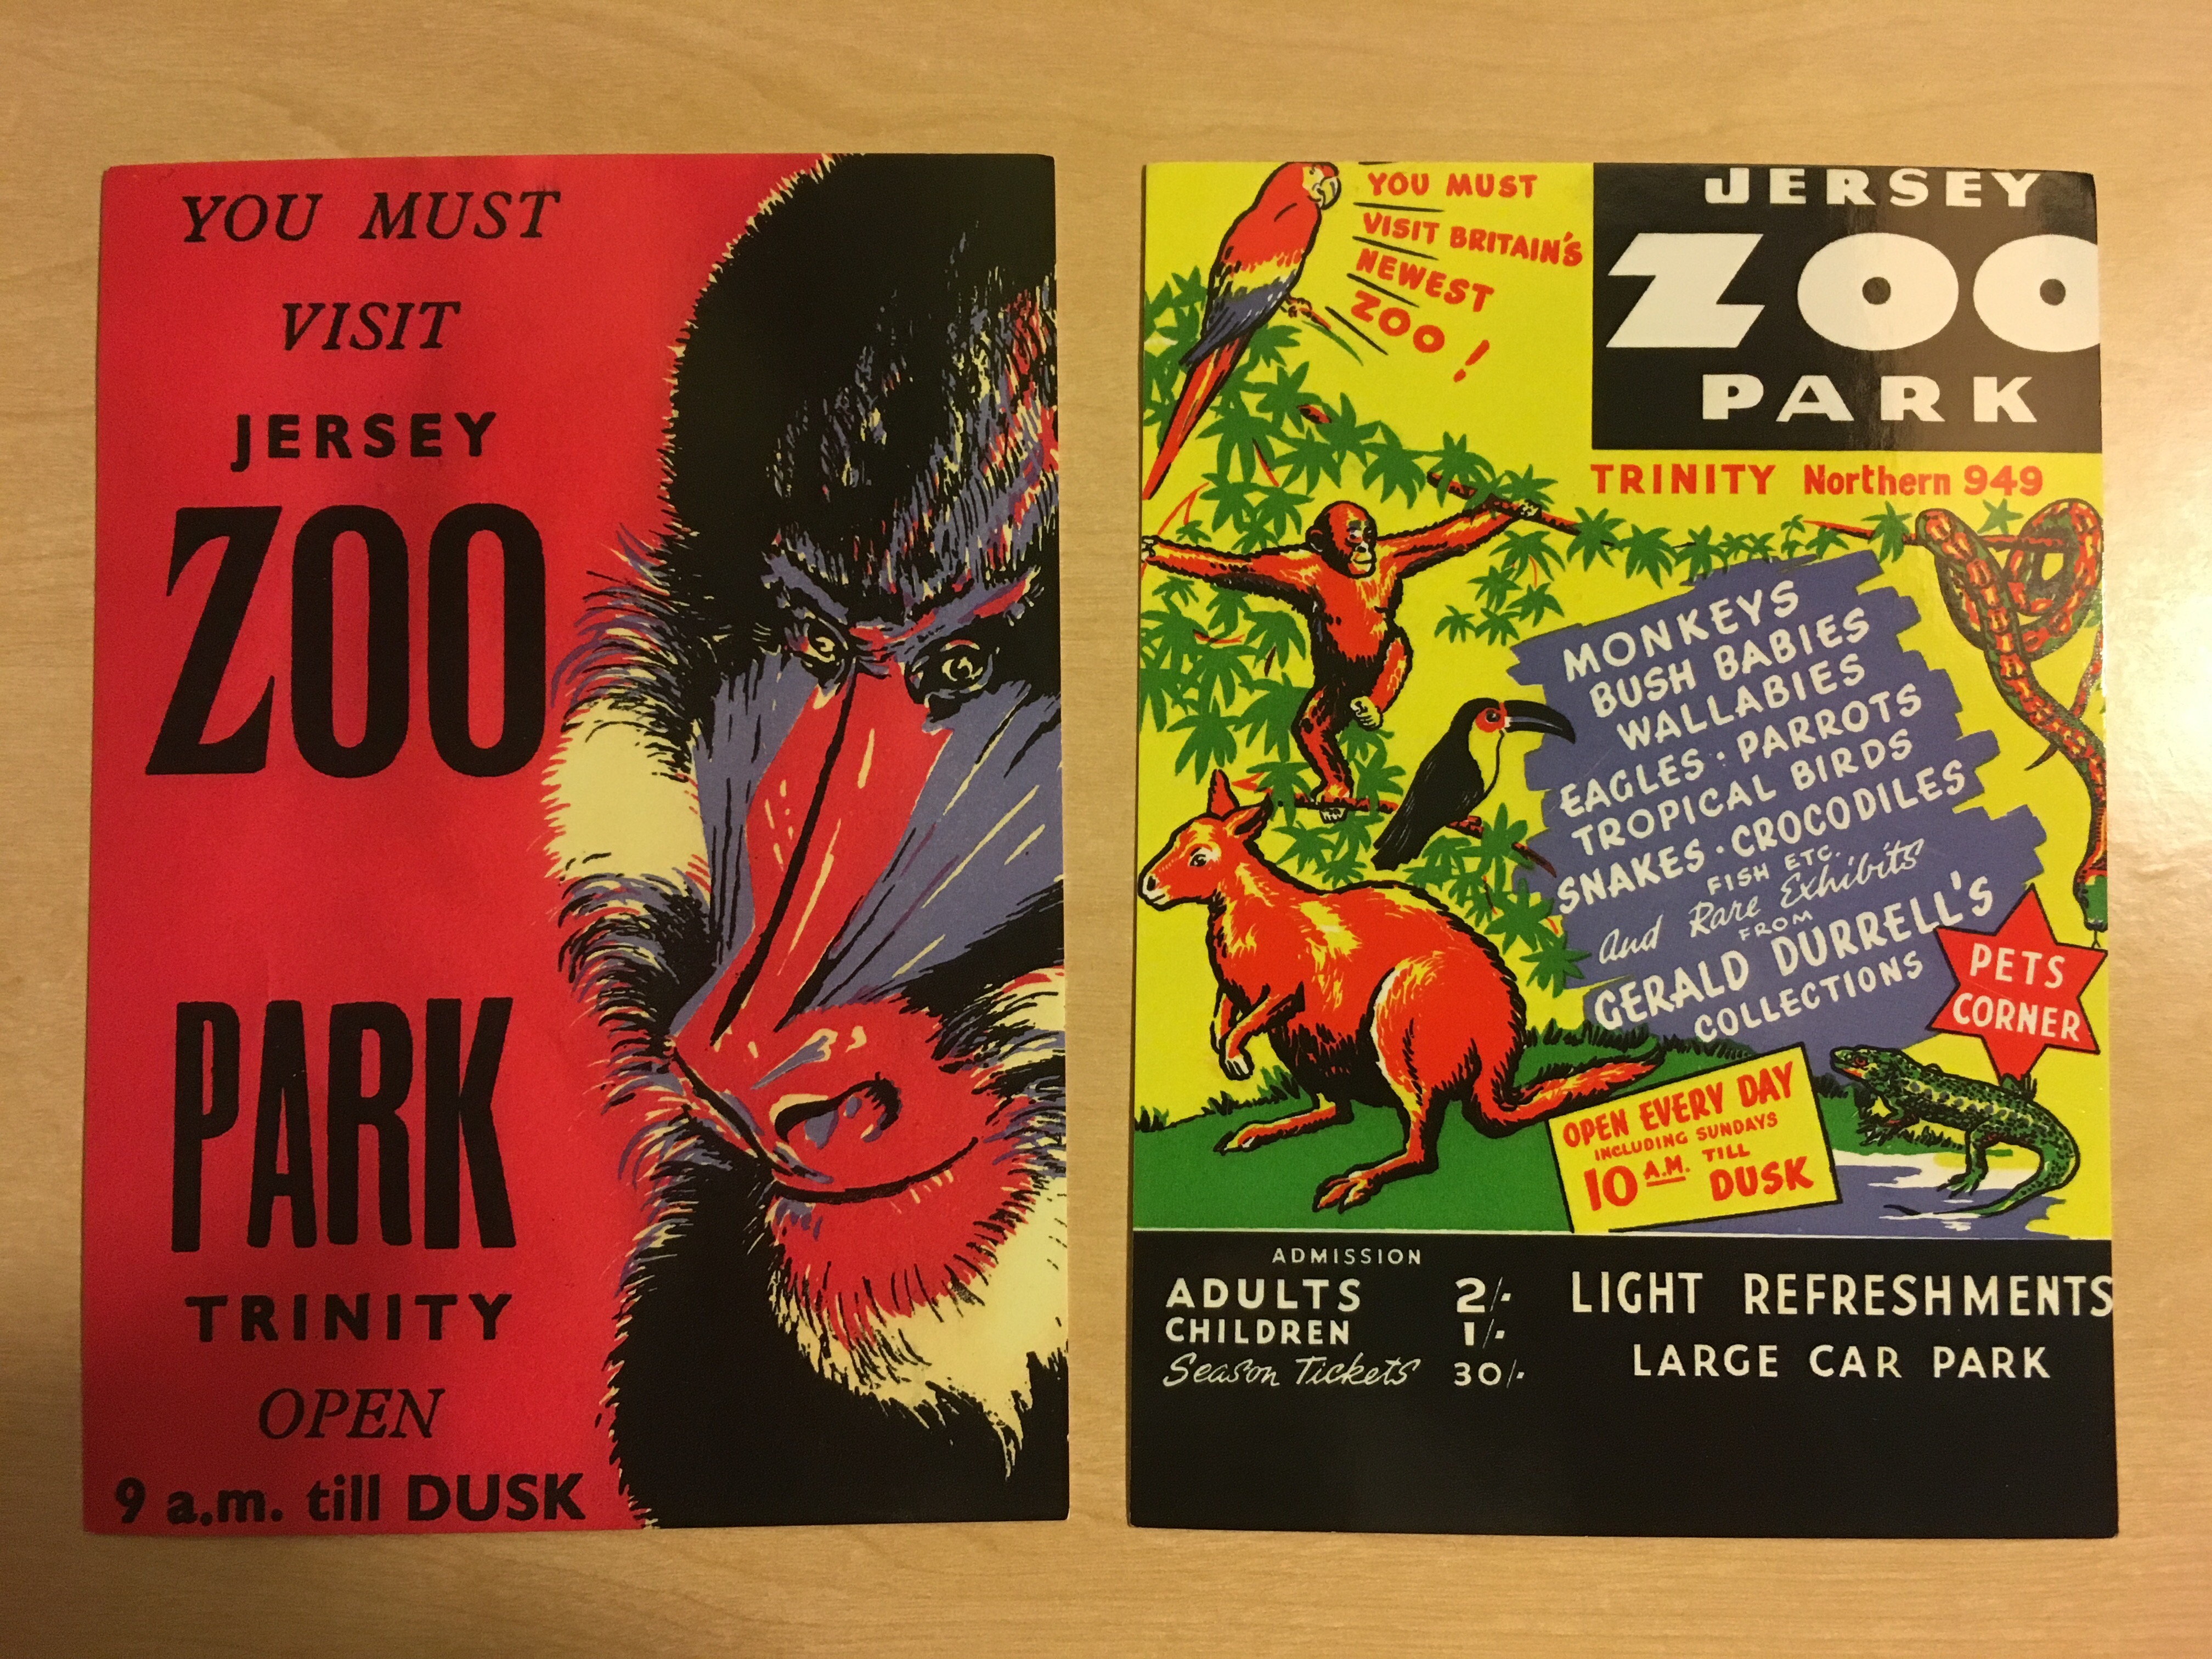 YOU MUST
VISIT
JERSEY
ZOO
PARK
TRINITY
OPEN
9 a.m. till DUSK
YOU MUST
VISIT BRITAIN'S
NEWEST
ZOO!
JERSEY
ZOO
PARK
TRINITY Northern 949
MONKEYS
BUSH BABIES
WALLABIES
EAGLES · PARROTS
TROPICAL BIRDS
SNAKES · CROCODILES
FISH ETC.
and Rare Exhibits
FROM
GERALD DURRELL'S
COLLECTIONS
PETS
CORNER
OPEN EVERY DAY
INCLUDING SUNDAYS
10 A.M. TILL DUSK
ADMISSION
ADULTS 2/-
CHILDREN 1/-
Season Tickets 30/-
LIGHT REFRESHMENTS
LARGE CAR PARK